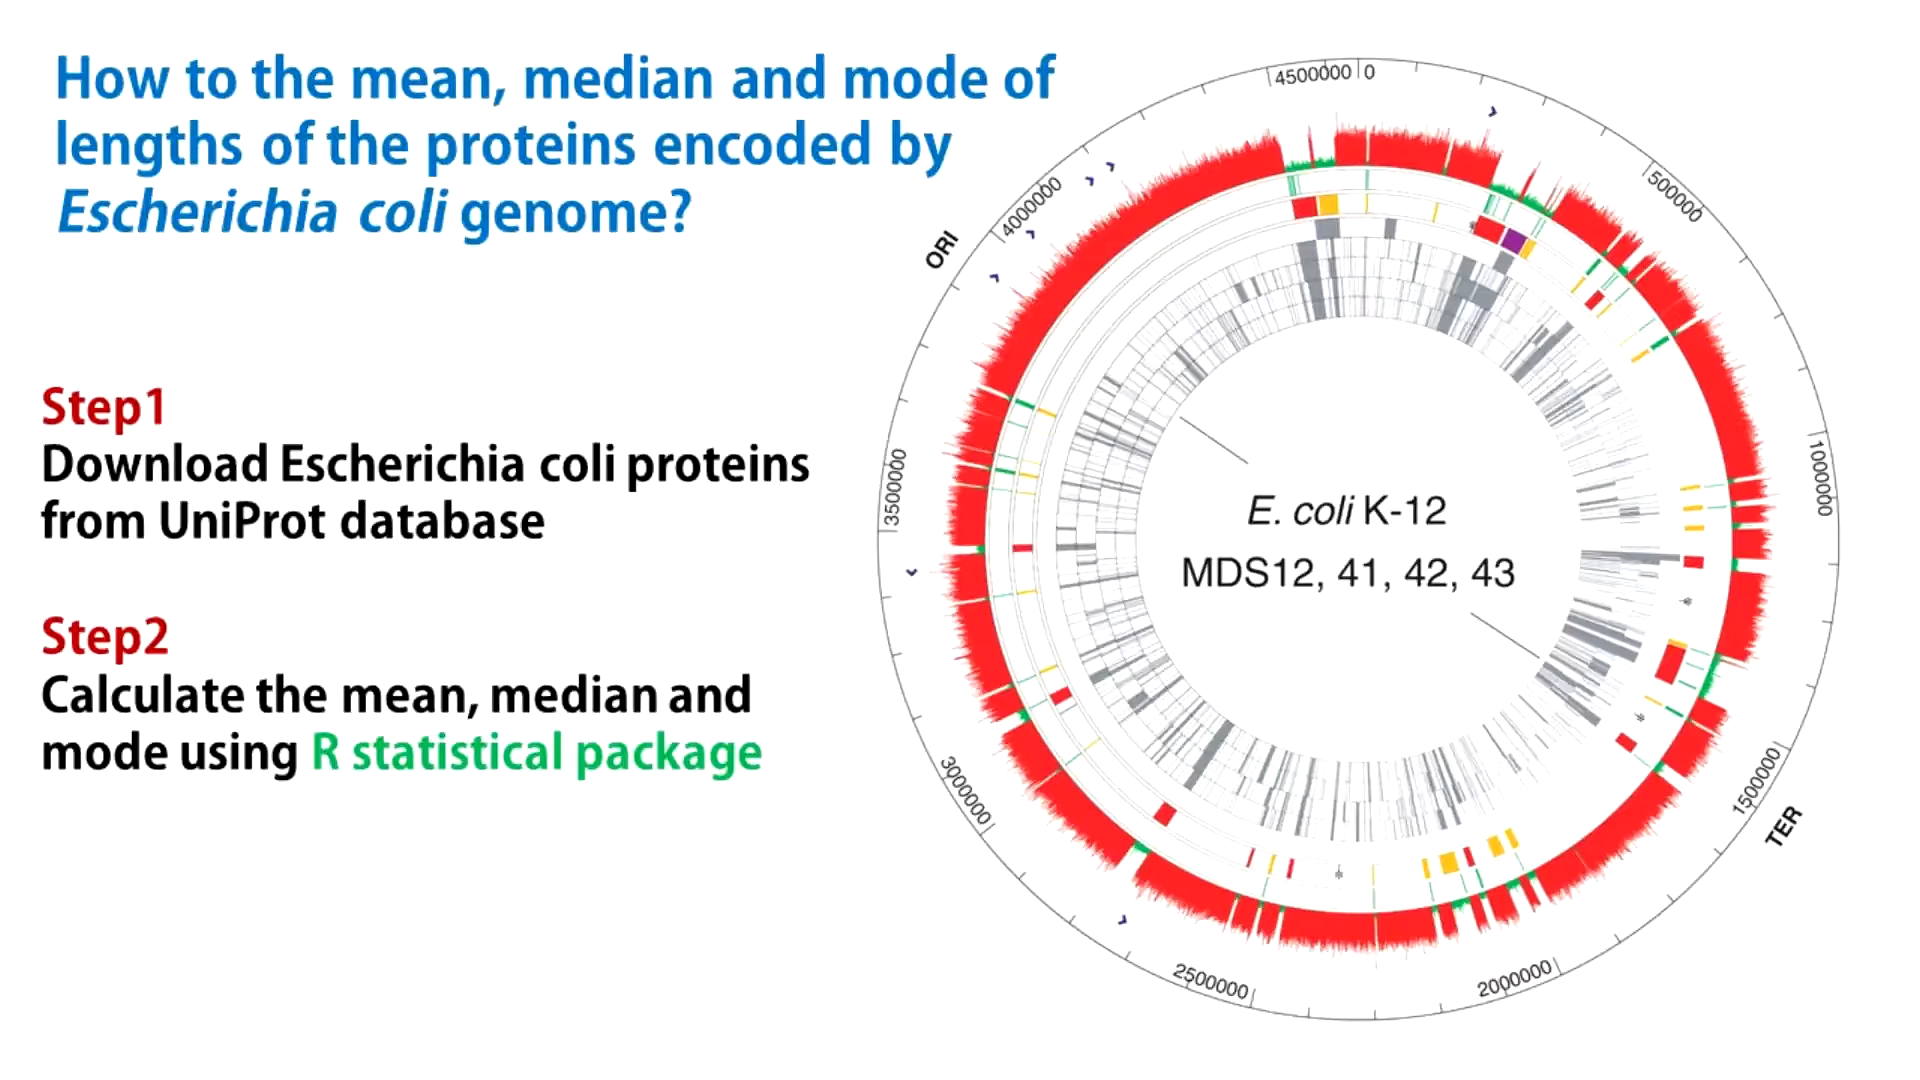 How to the mean, median and mode of
lengths of the proteins encoded by
Escherichia coli genome?
Step1
Download Escherichia coli proteins
from UniProt database
Step2
Calculate the mean, median and
mode using R statistical package
4500000
0
500000
1000000
1500000
TER
2000000
2500000
3000000
3500000
ORI
4000000
E. coli K-12
MDS12, 41, 42, 43